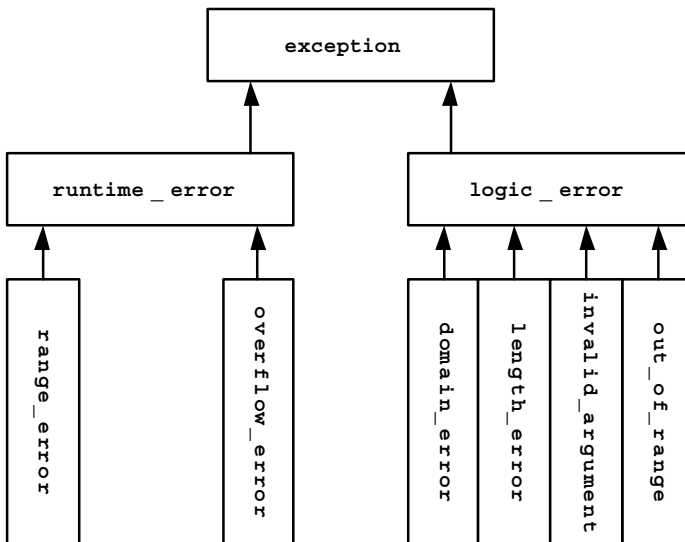 exception
runtime _ error
logic _ error
range_error
overflow_error
domain_error
length_error
invalid_argument
out_of_range